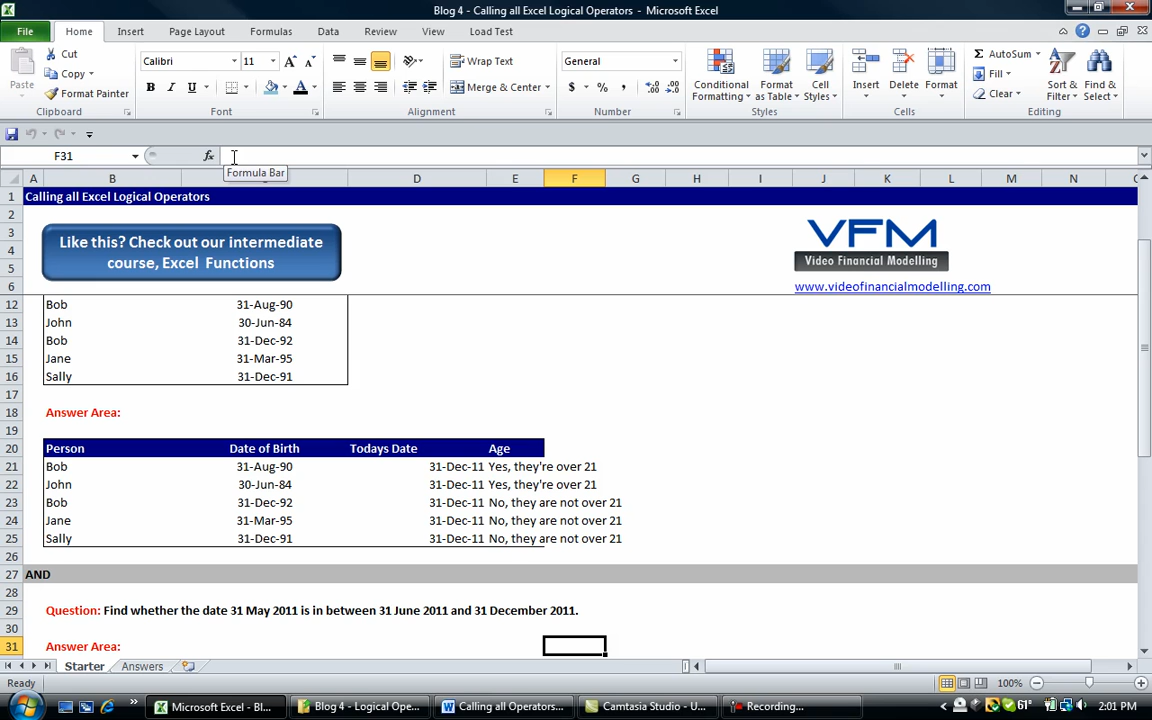 Blog 4 - Calling all Excel Logical Operators - Microsoft Excel
File Home Insert Page Layout Formulas Data Review View Load Test
Paste Cut Copy Format Painter Clipboard
Calibri 11 B I U A Font
Wrap Text Merge & Center Alignment
General $ % , Number
Conditional Formatting Format as Table Cell Styles Styles
Insert Delete Format Cells
AutoSum Fill Clear Sort & Filter Find & Select Editing
F31 fx
Formula Bar
A B D E F G H I J K L M N
1 Calling all Excel Logical Operators
2
3 Like this? Check out our intermediate VFM
4 course, Excel Functions
5 Video Financial Modelling
6 www.videofinancialmodelling.com
12 Bob 31-Aug-90
13 John 30-Jun-84
14 Bob 31-Dec-92
15 Jane 31-Mar-95
16 Sally 31-Dec-91
17
18 Answer Area:
19
20 Person Date of Birth Todays Date Age
21 Bob 31-Aug-90 31-Dec-11 Yes, they're over 21
22 John 30-Jun-84 31-Dec-11 Yes, they're over 21
23 Bob 31-Dec-92 31-Dec-11 No, they are not over 21
24 Jane 31-Mar-95 31-Dec-11 No, they are not over 21
25 Sally 31-Dec-91 31-Dec-11 No, they are not over 21
26
27 AND
28
29 Question: Find whether the date 31 May 2011 is in between 31 June 2011 and 31 December 2011.
30
31 Answer Area:
Starter Answers
Ready 100%
Microsoft Excel - Bl... 4 - Logical Ope... Calling all Operators... Camtasia Studio - U... Recording... 61° 2:01 PM